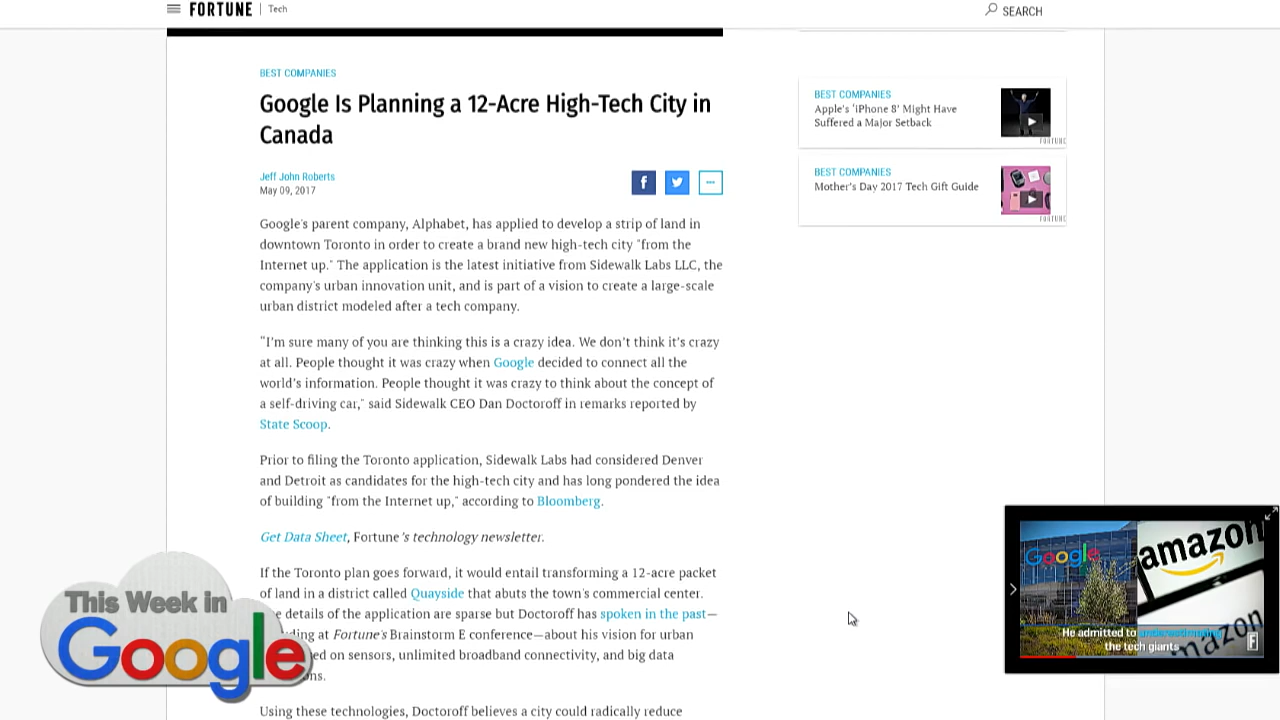 FORTUNE | Tech
SEARCH
BEST COMPANIES
Google Is Planning a 12-Acre High-Tech City in
Canada
Jeff John Roberts
May 09, 2017
Google's parent company, Alphabet, has applied to develop a strip of land in
downtown Toronto in order to create a brand new high-tech city "from the
Internet up." The application is the latest initiative from Sidewalk Labs LLC, the
company's urban innovation unit, and is part of a vision to create a large-scale
urban district modeled after a tech company.
"I'm sure many of you are thinking this is a crazy idea. We don't think it's crazy
at all. People thought it was crazy when Google decided to connect all the
world's information. People thought it was crazy to think about the concept of
a self-driving car," said Sidewalk CEO Dan Doctoroff in remarks reported by
State Scoop.
Prior to filing the Toronto application, Sidewalk Labs had considered Denver
and Detroit as candidates for the high-tech city and has long pondered the idea
of building "from the Internet up," according to Bloomberg.
Get Data Sheet, Fortune's technology newsletter.
If the Toronto plan goes forward, it would entail transforming a 12-acre packet
of land in a district called Quayside that abuts the town's commercial center.
details of the application are sparse but Doctoroff has spoken in the past—
at Fortune's Brainstorm E conference—about his vision for urban
on sensors, unlimited broadband connectivity, and big data
Using these technologies, Doctoroff believes a city could radically reduce
BEST COMPANIES
Apple's 'iPhone 8' Might Have
Suffered a Major Setback
FORTUNE
BEST COMPANIES
Mother's Day 2017 Tech Gift Guide
FORTUNE
This Week in
Google
Google
amazon
amazon
He admitted to underestimating
the tech giants
F